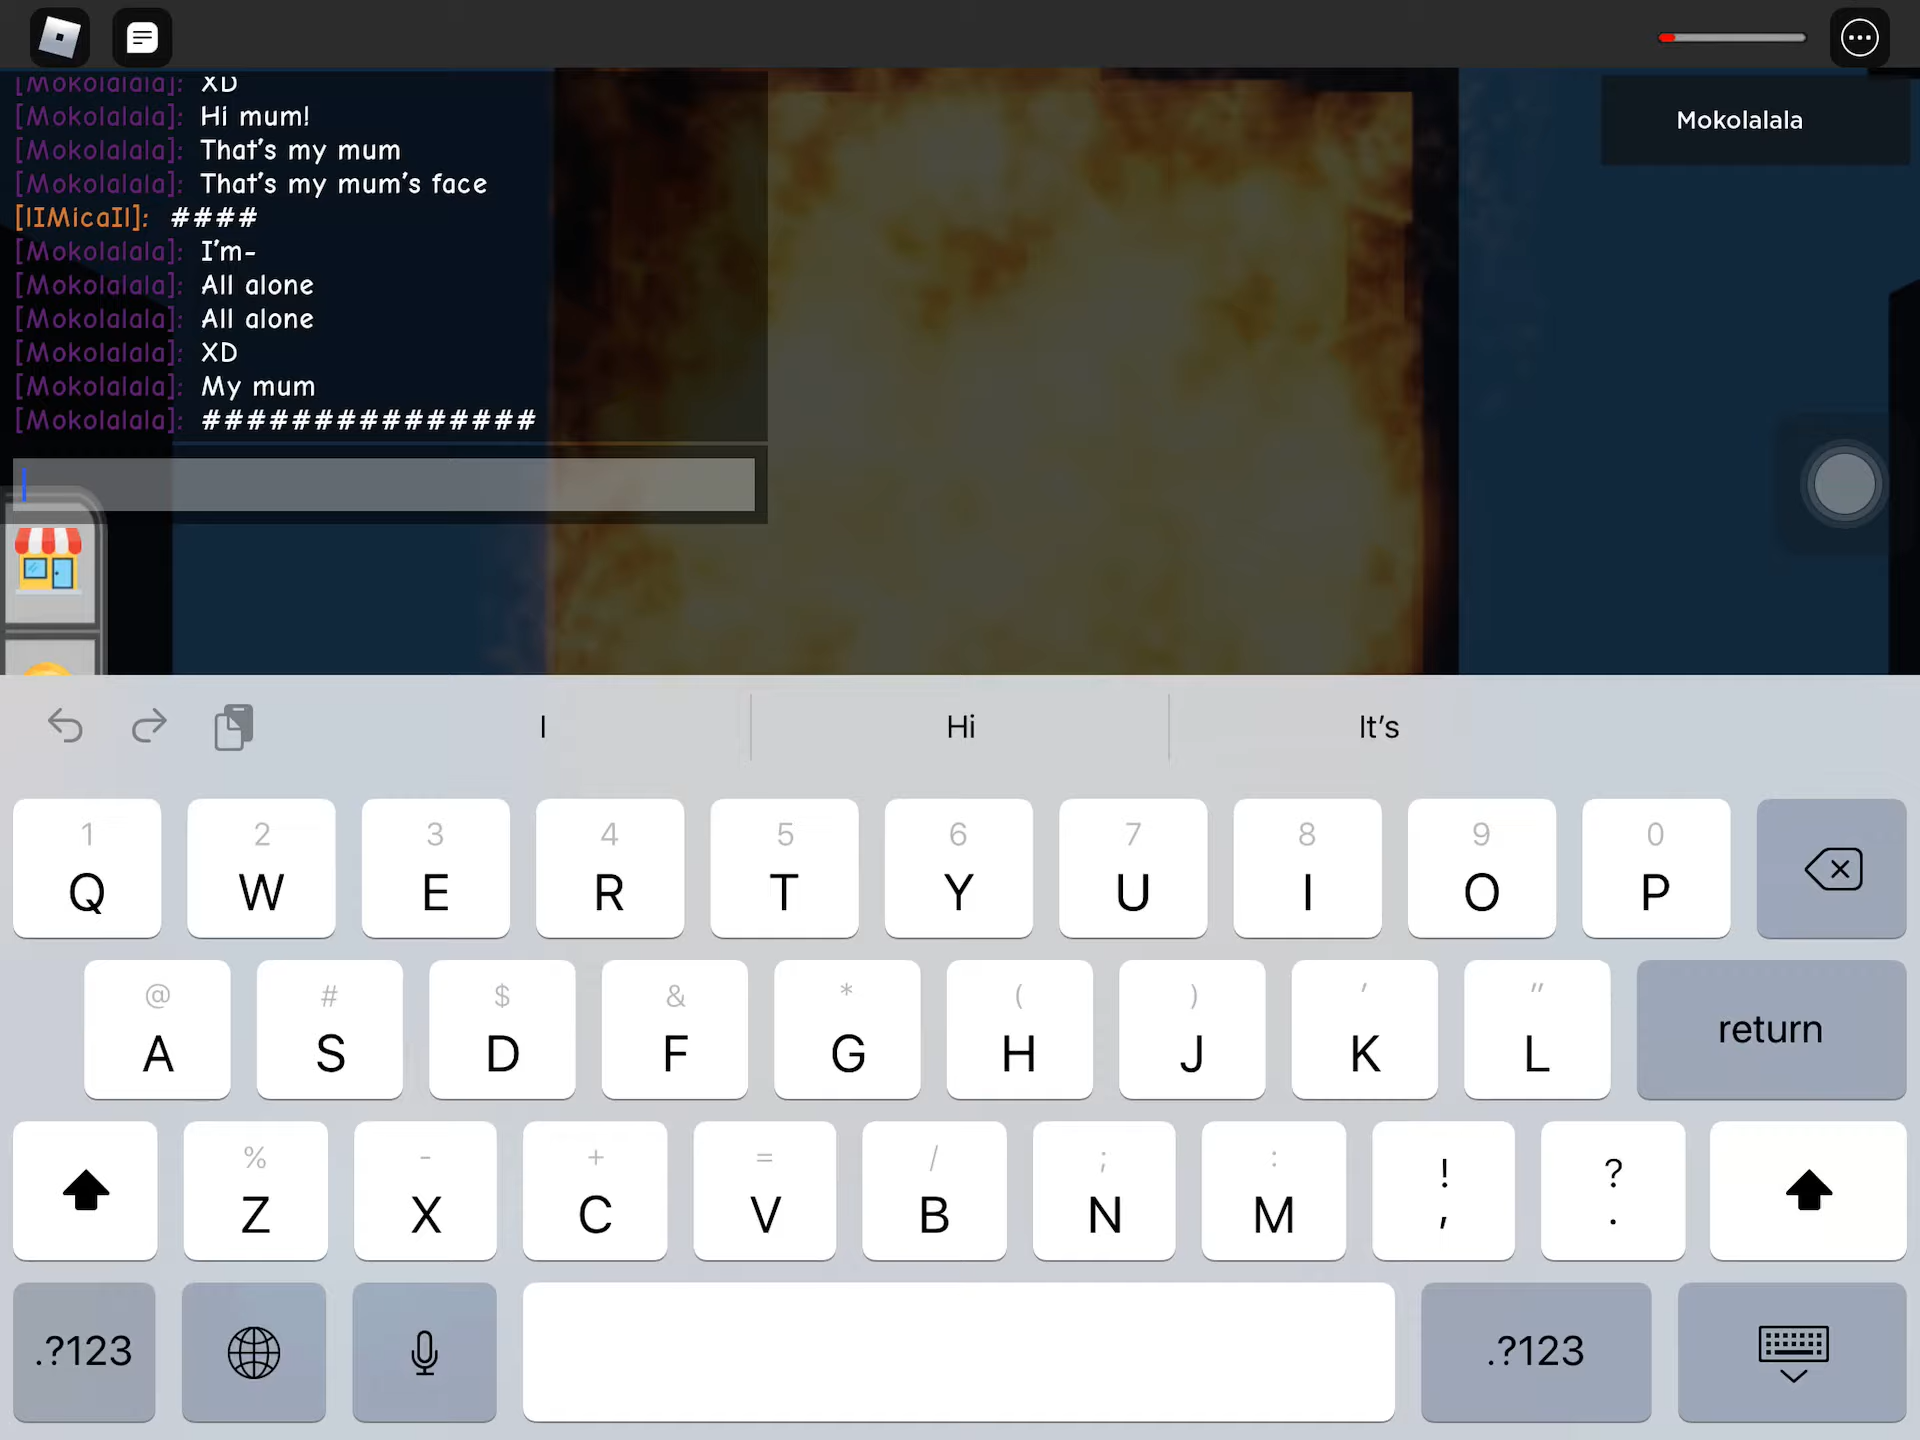 [Mokolalala]: XD
[Mokolalala]: Hi mum!
[Mokolalala]: That's my mum
[Mokolalala]: That's my mum's face
[IIMicaII]: ####
[Mokolalala]: I'm-
[Mokolalala]: All alone
[Mokolalala]: All alone
[Mokolalala]: XD
[Mokolalala]: My mum
[Mokolalala]: ###############
Mokolalala
I Hi It's
1 2 3 4 5 6 7 8 9 0
Q W E R T Y U I O P
@ # $ & * ( ) ' "
A S D F G H J K L return
% - + = / ; : ! ?
Z X C V B N M , .
.?123 .?123